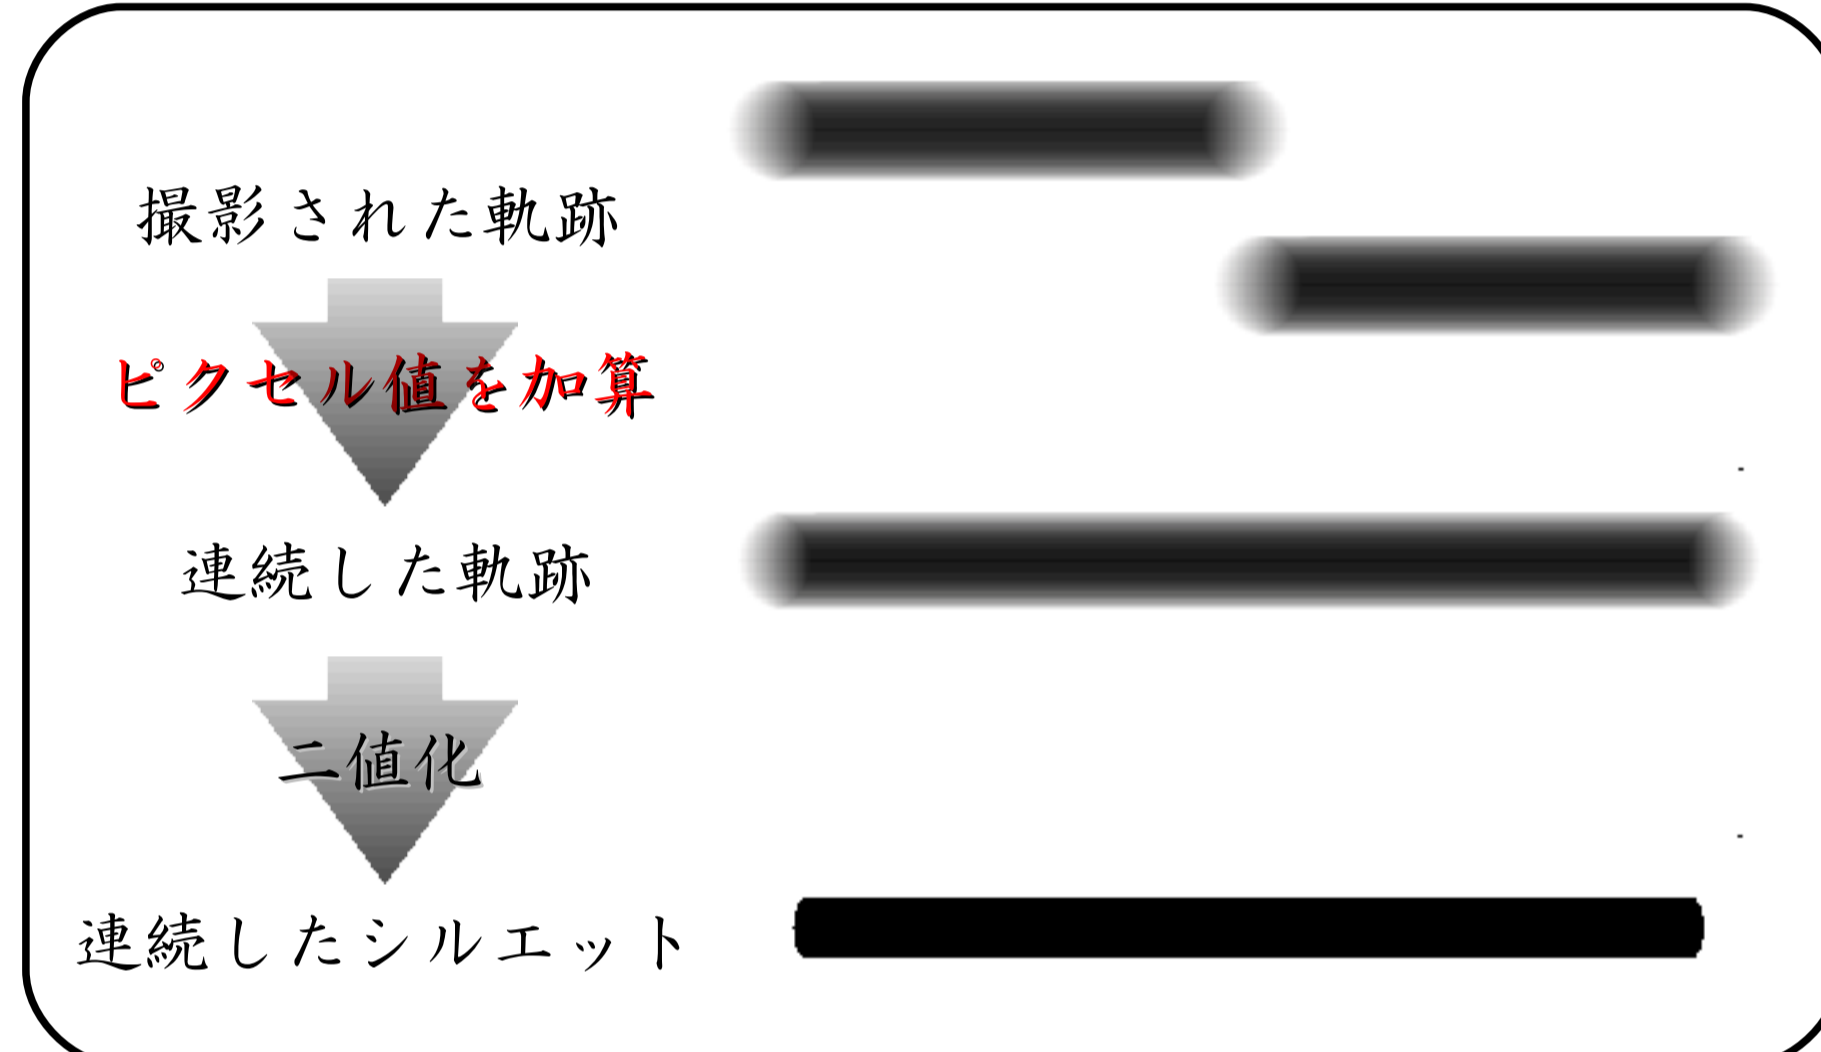 撮影された軌跡
ピクセル値を加算
連続した軌跡
二値化
連続したシルエット